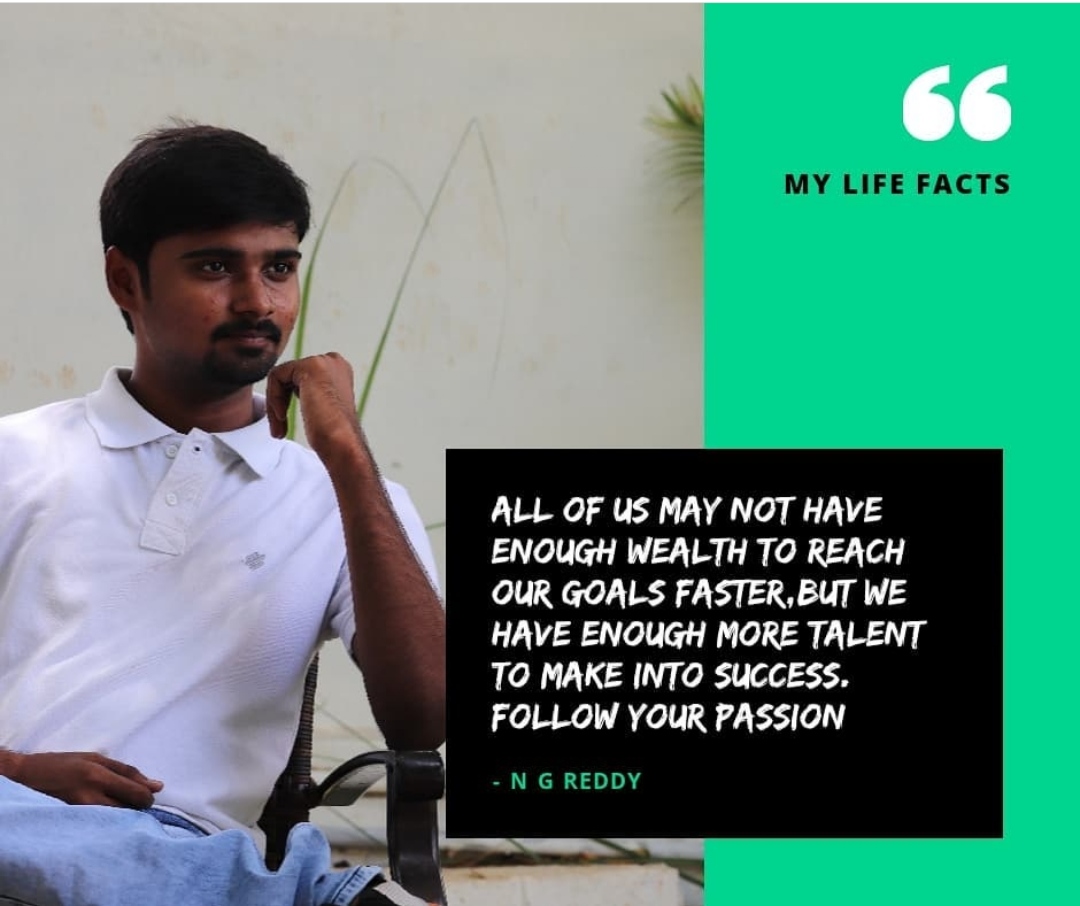 MY LIFE FACTS
ALL OF US MAY NOT HAVE
ENOUGH WEALTH TO REACH
OUR GOALS FASTER,BUT WE
HAVE ENOUGH MORE TALENT
TO MAKE INTO SUCCESS.
FOLLOW YOUR PASSION
- N G REDDY